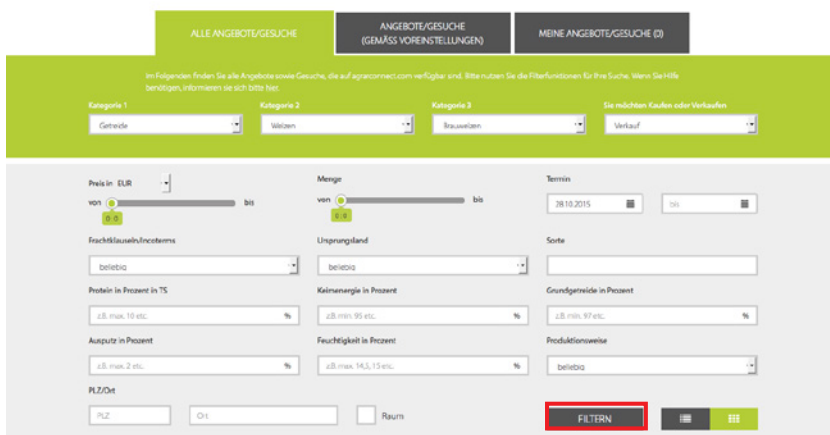 ALLE ANGEBOTE/GESUCHE
ANGEBOTE/GESUCHE
(GEMÄSS VOREINSTELLUNGEN)
MEINE ANGEBOTE/GESUCHE (0)
Im Folgenden finden Sie alle Angebote sowie Gesuche, die auf agrarconnect.com verfügbar sind. Bitte nutzen Sie die Filterfunktionen für Ihre Suche. Wenn Sie Hilfe
benötigen, informieren sie sich bitte hier.
Kategorie 1 Kategorie 2 Kategorie 3 Sie möchten Kaufen oder Verkaufen
Getreide Weizen Brauweizen Verkauf
Preis in EUR Menge Termin
von bis von bis 28.10.2015 bis
0 : 0 0 : 0
Frachtklauseln/Incoterms Ursprungsland Sorte
beliebig beliebig
Protein in Prozent in TS Keimenergie in Prozent Grundgetreide in Prozent
z.B. max. 10 etc. % z.B. min. 95 etc. % z.B. min. 97 etc. %
Ausputz in Prozent Feuchtigkeit in Prozent Produktionsweise
z.B. max. 2 etc. % z.B. max. 14,5, 15 etc. % beliebig
PLZ/Ort
PLZ Ort Raum FILTERN